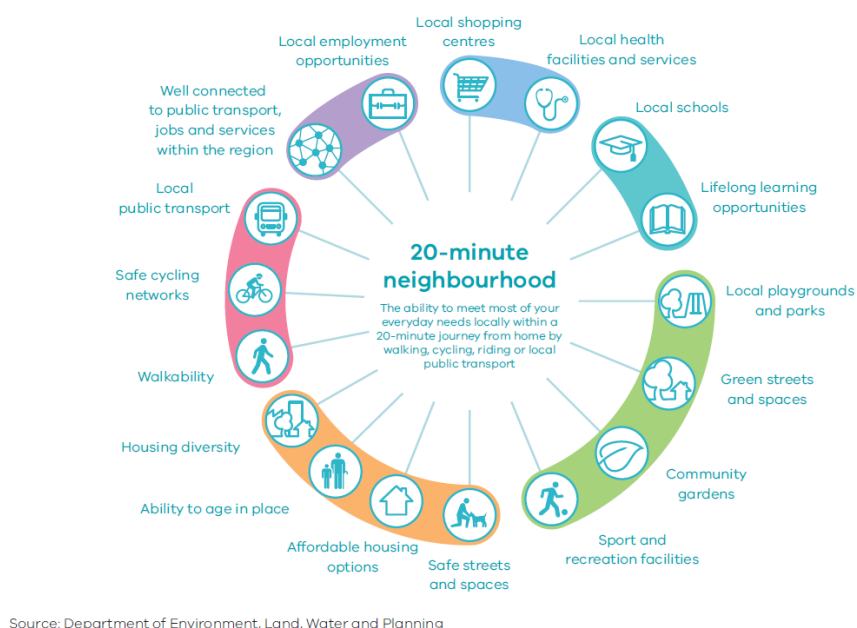 Local shopping
centres
Local health
facilities and services
Local schools
Lifelong learning
opportunities
Local playgrounds
and parks
Green streets
and spaces
Community
gardens
Sport and
recreation facilities
Safe streets
and spaces
Affordable housing
options
Ability to age in place
Housing diversity
Walkability
Safe cycling
networks
Local
public transport
Well connected
to public transport,
jobs and services
within the region
Local employment
opportunities
20-minute
neighbourhood
The ability to meet most of your
everyday needs locally within a
20-minute journey from home by
walking, cycling, riding or local
public transport
Source: Department of Environment, Land, Water and Planning